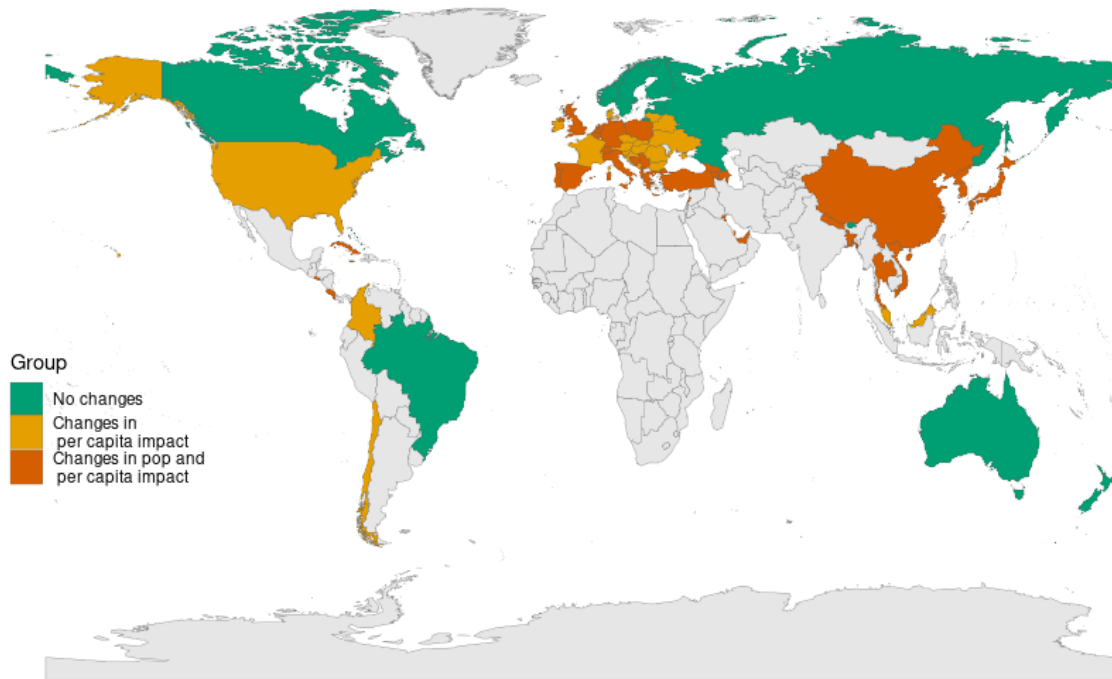 Group
No changes
Changes in
per capita impact
Changes in pop and
per capita impact